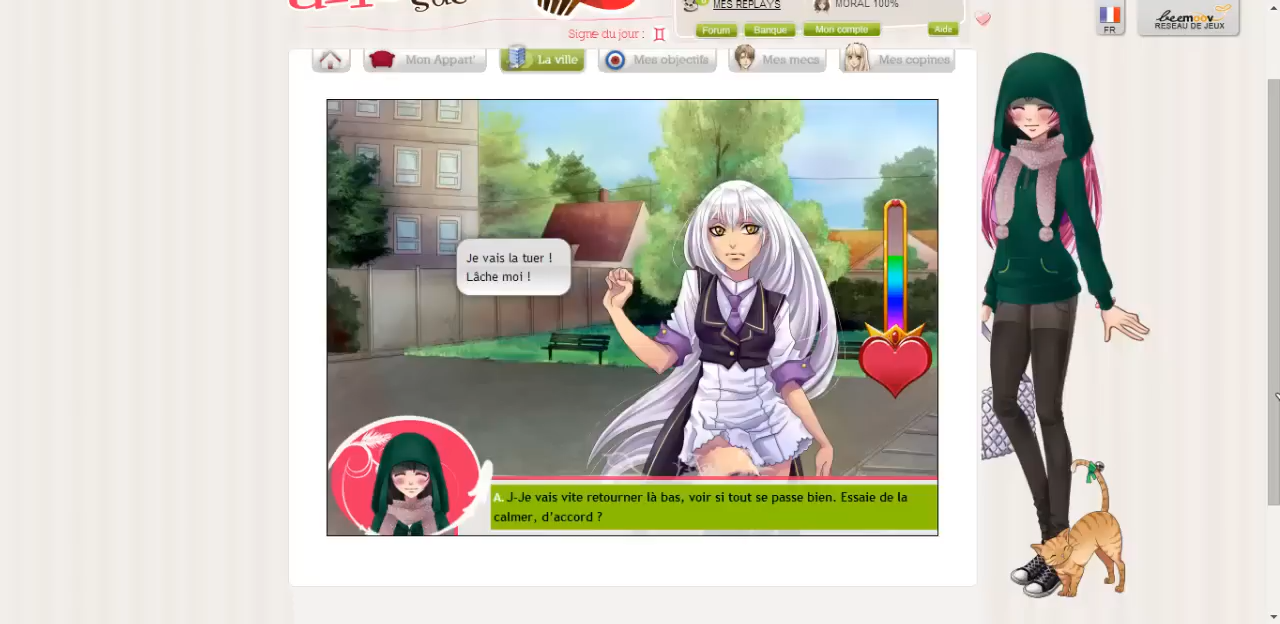 MES REPLAYS
MORAL 100%
Forum
Banque
Mon compte
Aide
Signe du jour :
FR
beemoov
RESEAU DE JEUX
Mon Appart'
La ville
Mes objectifs
Mes mecs
Mes copines
Je vais la tuer !
Lâche moi !
A. J-Je vais vite retourner là bas, voir si tout se passe bien. Essaie de la
calmer, d'accord ?